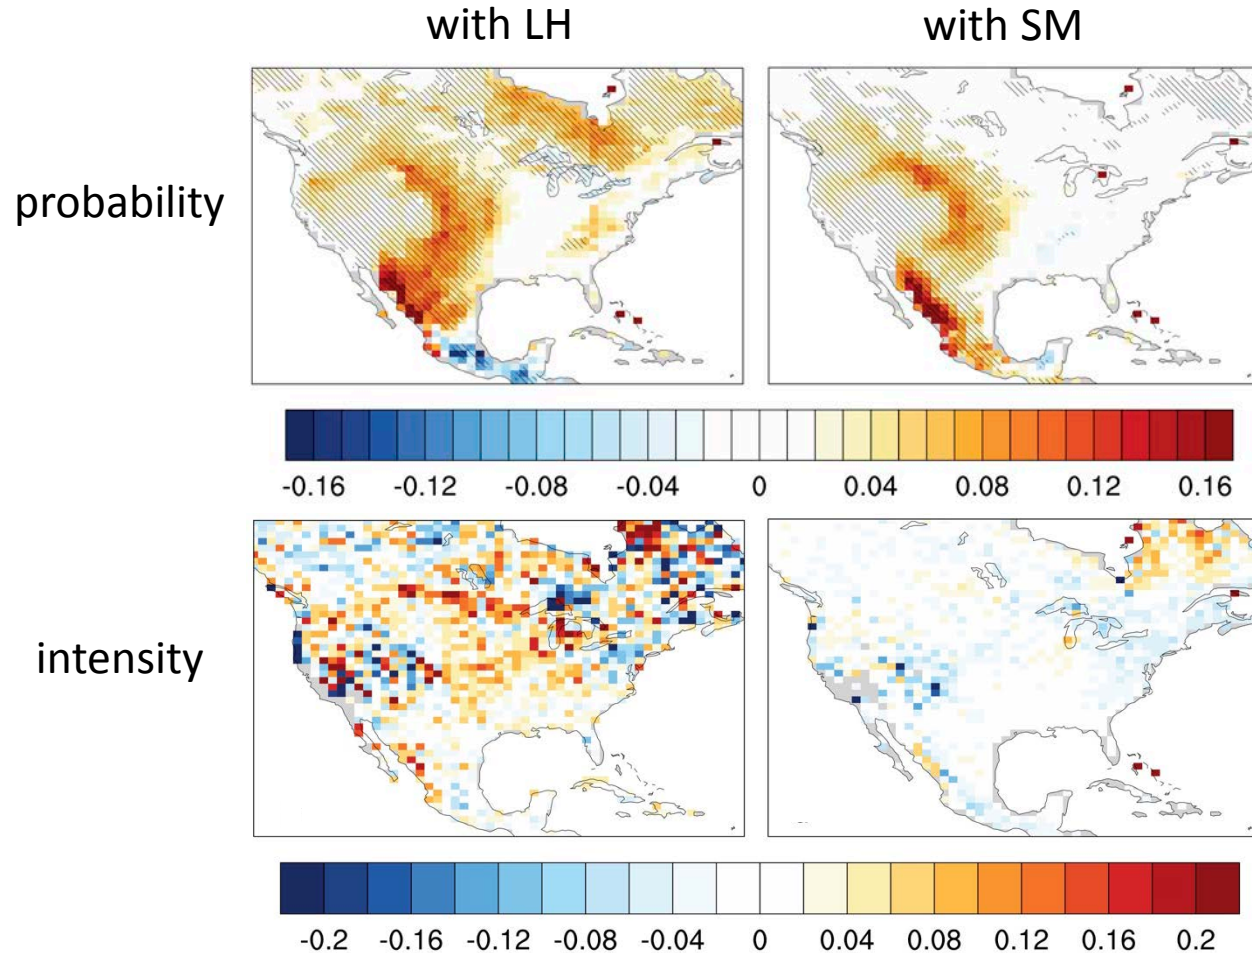 with LH
with SM
probability
-0.16 -0.12 -0.08 -0.04 0 0.04 0.08 0.12 0.16
intensity
-0.2 -0.16 -0.12 -0.08 -0.04 0 0.04 0.08 0.12 0.16 0.2